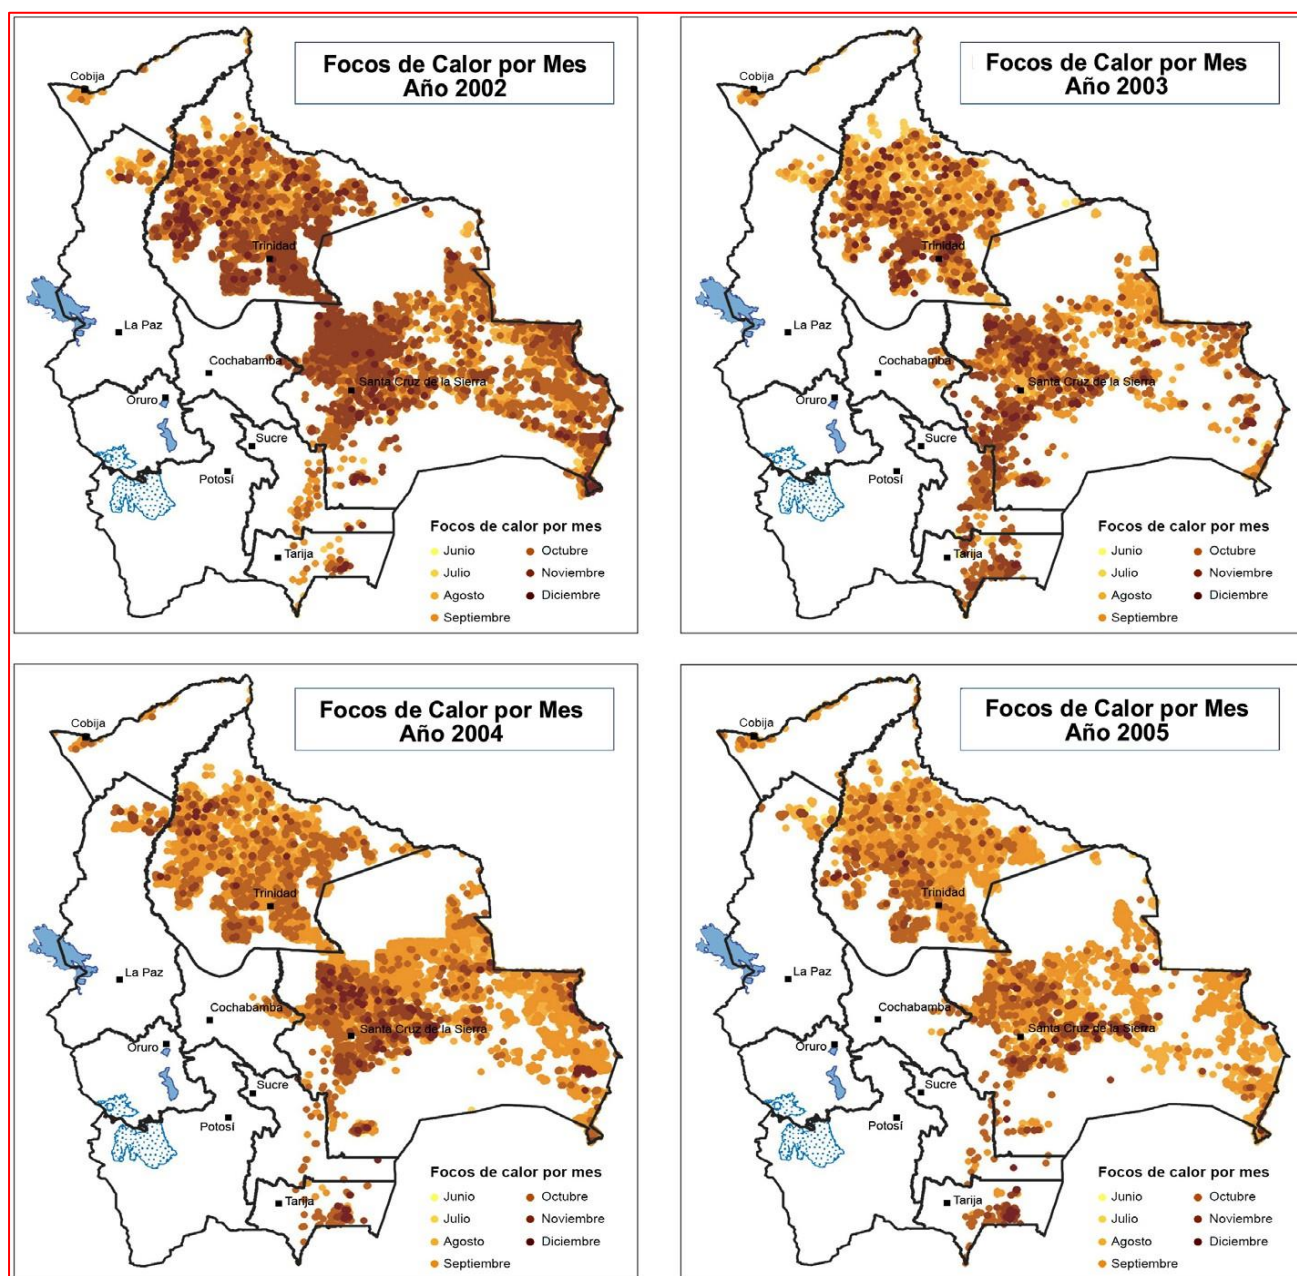 Focos de Calor por Mes
Año 2002
Cobija
Trinidad
La Paz
Cochabamba
Santa Cruz de la Sierra
Oruro
Sucre
Potosí
Tarija
Focos de calor por mes
Junio
Julio
Agosto
Septiembre
Octubre
Noviembre
Diciembre
Focos de Calor por Mes
Año 2003
Cobija
Trinidad
La Paz
Cochabamba
Santa Cruz de la Sierra
Oruro
Sucre
Potosí
Tarija
Focos de calor por mes
Junio
Julio
Agosto
Septiembre
Octubre
Noviembre
Diciembre
Focos de Calor por Mes
Año 2004
Cobija
Trinidad
La Paz
Cochabamba
Santa Cruz de la Sierra
Oruro
Sucre
Potosí
Tarija
Focos de calor por mes
Junio
Julio
Agosto
Septiembre
Octubre
Noviembre
Diciembre
Focos de Calor por Mes
Año 2005
Cobija
Trinidad
La Paz
Cochabamba
Santa Cruz de la Sierra
Oruro
Sucre
Potosí
Tarija
Focos de calor por mes
Junio
Julio
Agosto
Septiembre
Octubre
Noviembre
Diciembre